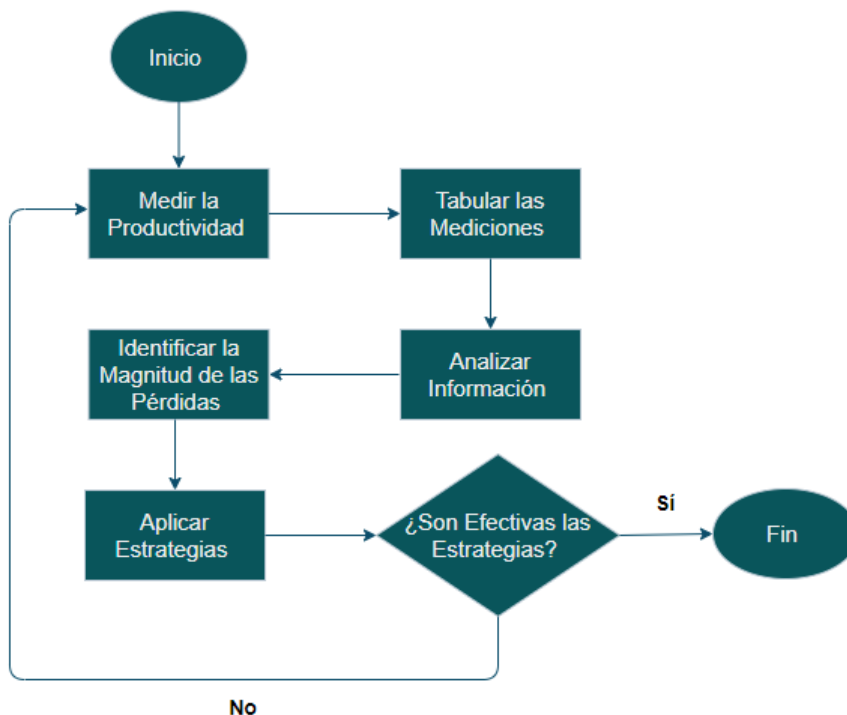 Inicio
Medir la
Productividad
Tabular las
Mediciones
Identificar la
Magnitud de las
Pérdidas
Analizar
Información
Aplicar
Estrategias
¿Son Efectivas las
Estrategias?
Sí
Fin
No